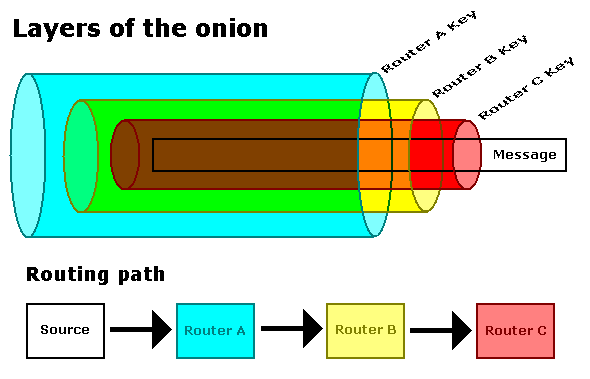 Layers of the onion
Router A Key
Router B Key
Router C Key
Message
Routing path
Source
Router A
Router B
Router C